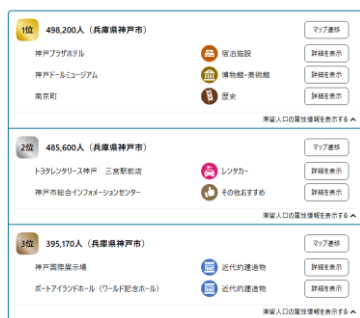 1位 498,200人（兵庫県神戸市） マップ遷移
神戸プラザホテル 宿泊施設 詳細を表示
神戸ドールミュージアム 博物館・美術館 詳細を表示
南京町 歴史 詳細を表示
滞留人口の属性情報を表示する
2位 485,600人（兵庫県神戸市） マップ遷移
トヨタレンタリース神戸 三宮駅前店 レンタカー 詳細を表示
神戸市総合インフォメーションセンター その他おすすめ 詳細を表示
滞留人口の属性情報を表示する
3位 395,170人（兵庫県神戸市） マップ遷移
神戸国際展示場 近代的建造物 詳細を表示
ポートアイランドホール（ワールド記念ホール） 近代的建造物 詳細を表示
滞留人口の属性情報を表示する